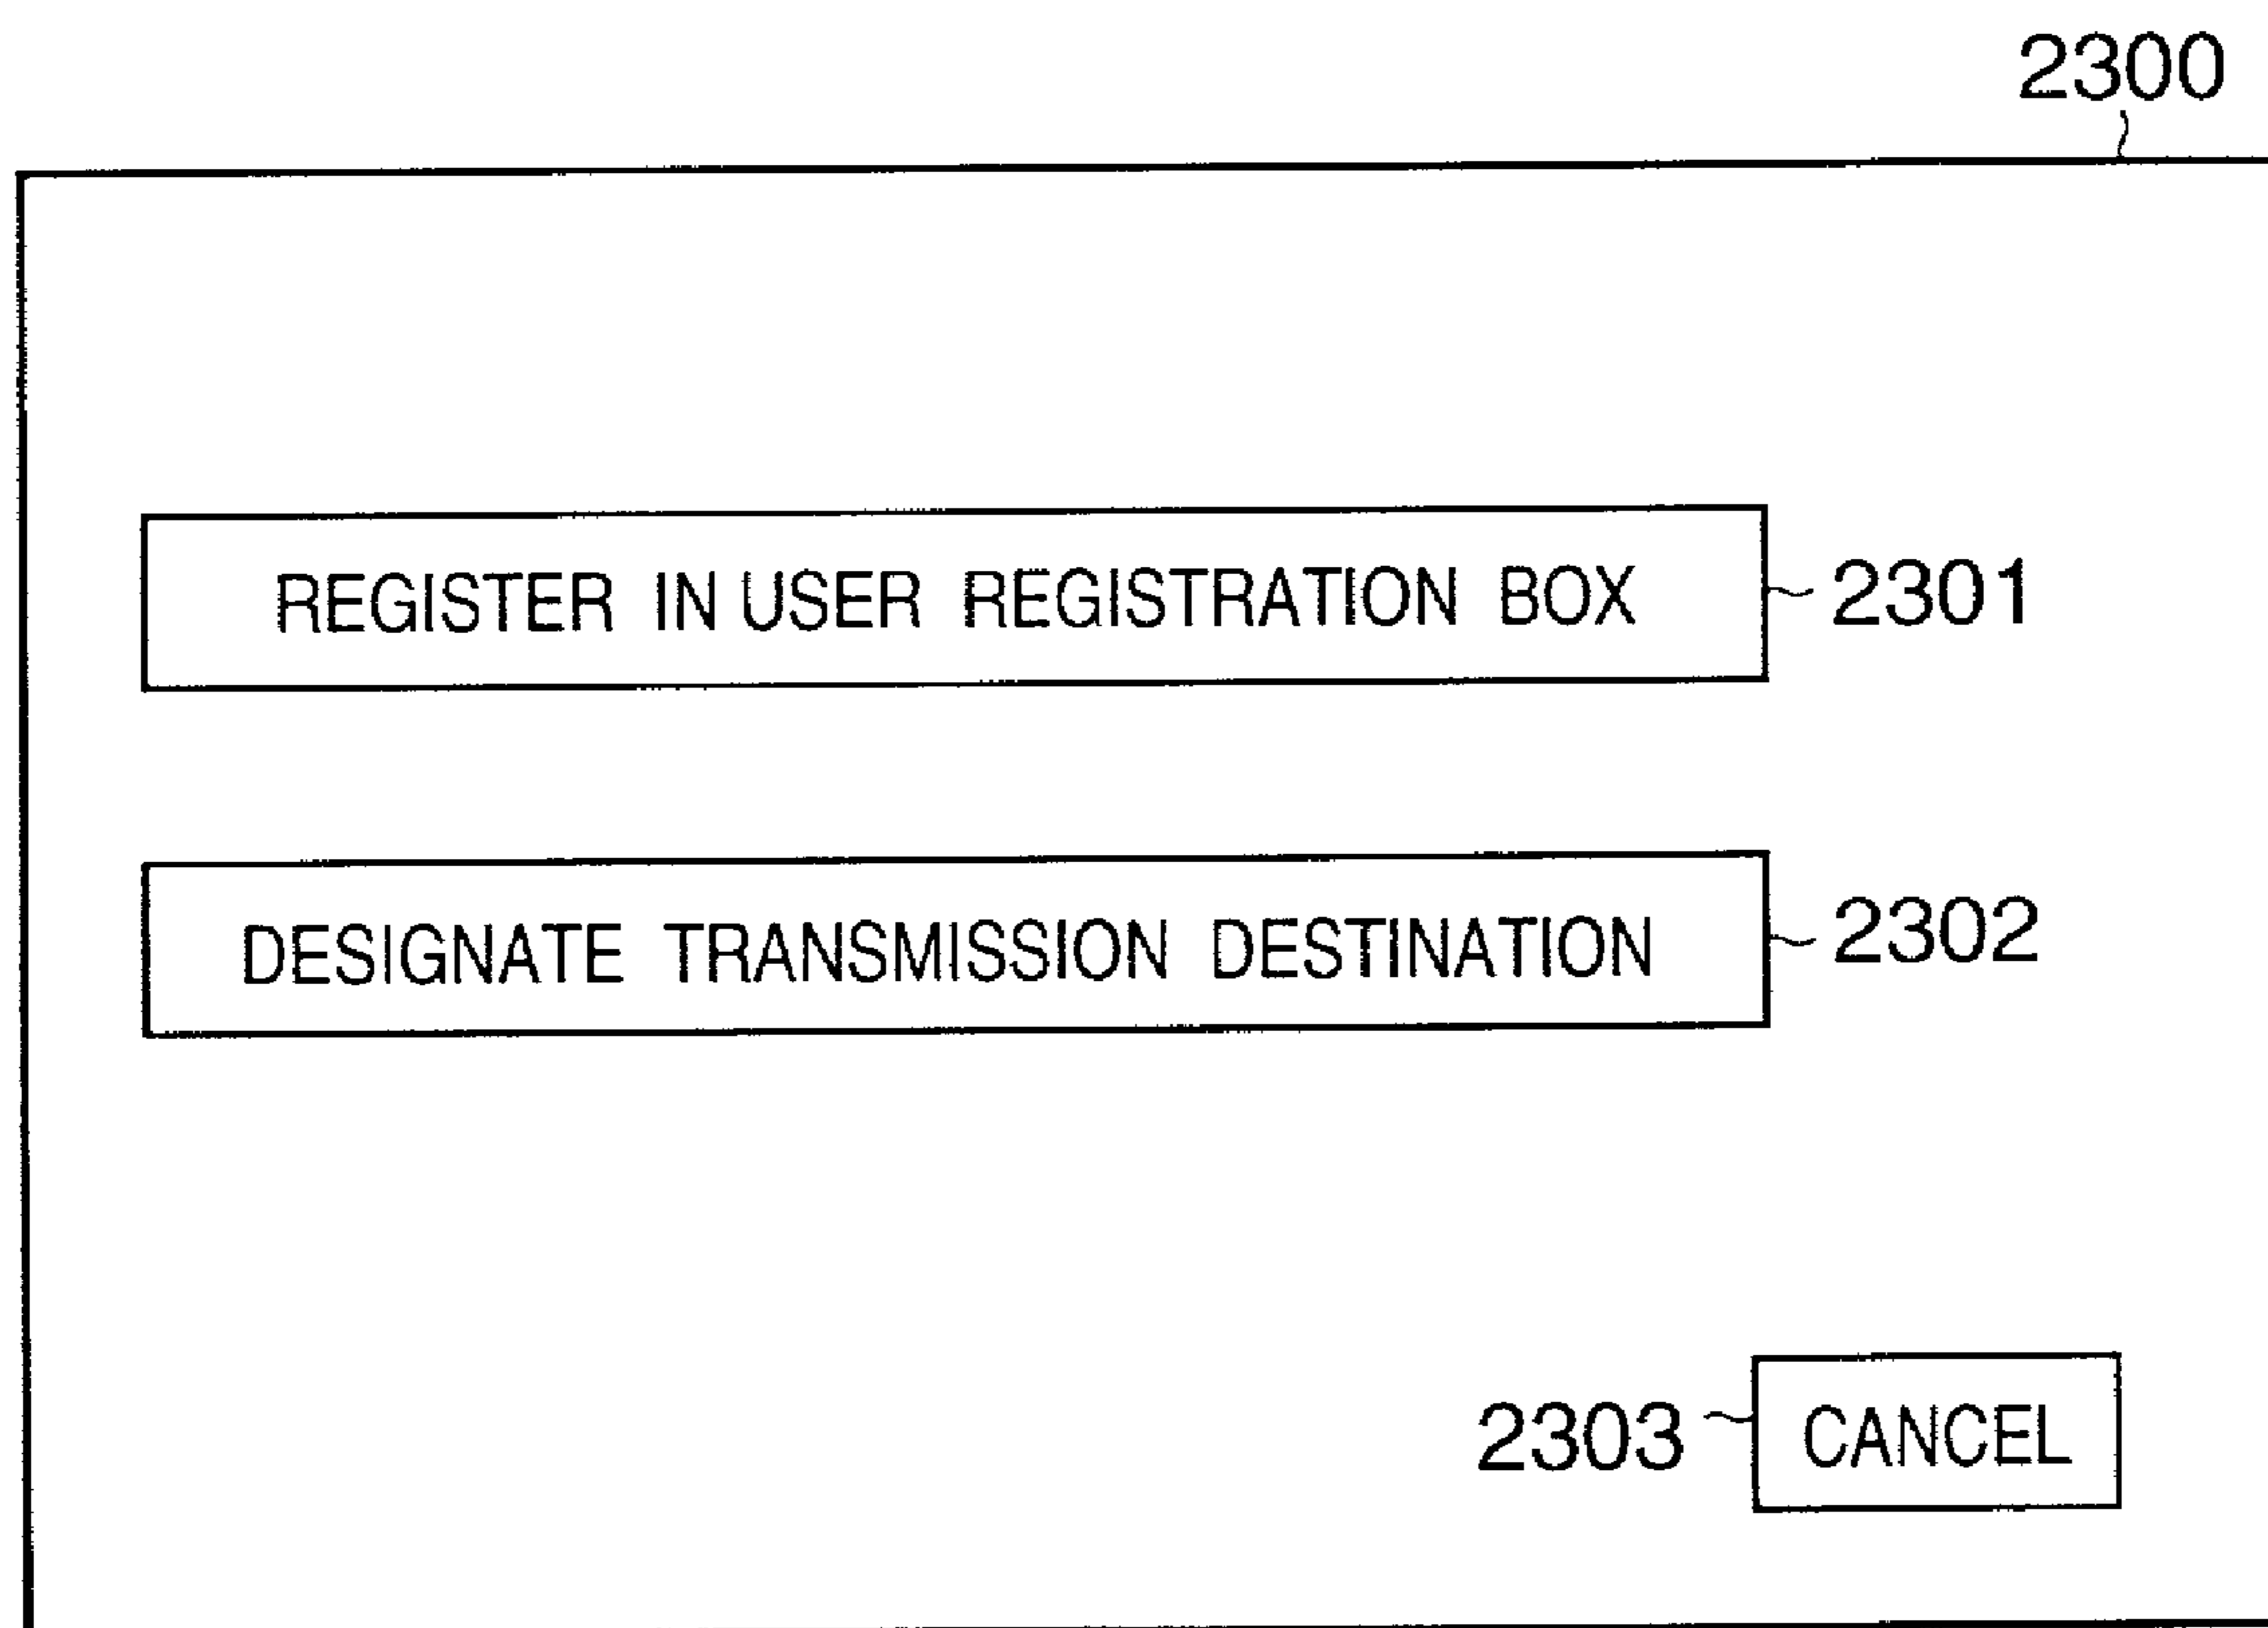 2300
REGISTER IN USER REGISTRATION BOX 2301
DESIGNATE TRANSMISSION DESTINATION 2302
2303 CANCEL